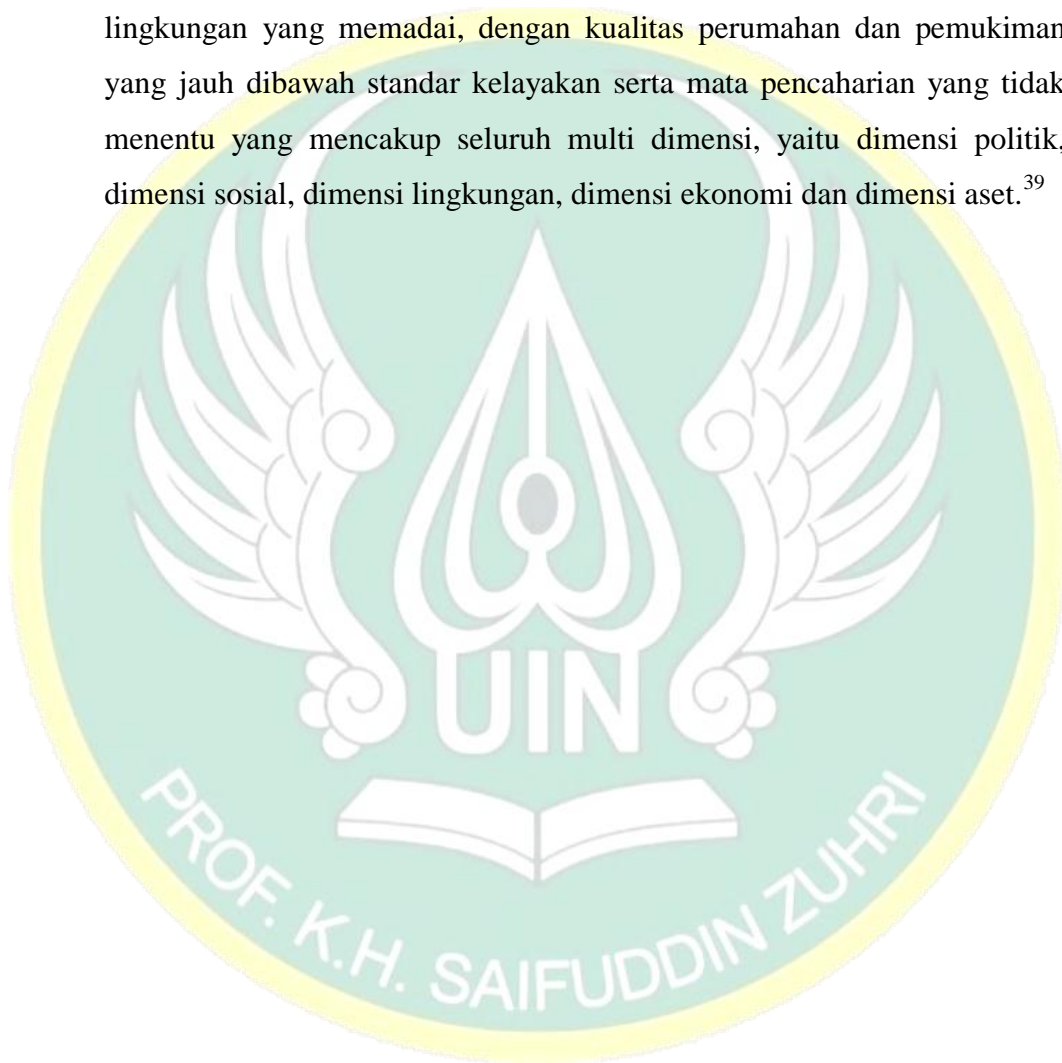 lingkungan yang memadai, dengan kualitas perumahan dan pemukiman
yang jauh dibawah standar kelayakan serta mata pencaharian yang tidak
menentu yang mencakup seluruh multi dimensi, yaitu dimensi politik,
dimensi sosial, dimensi lingkungan, dimensi ekonomi dan dimensi aset.39
UIN
PROF. K.H. SAIFUDDIN ZUHRI